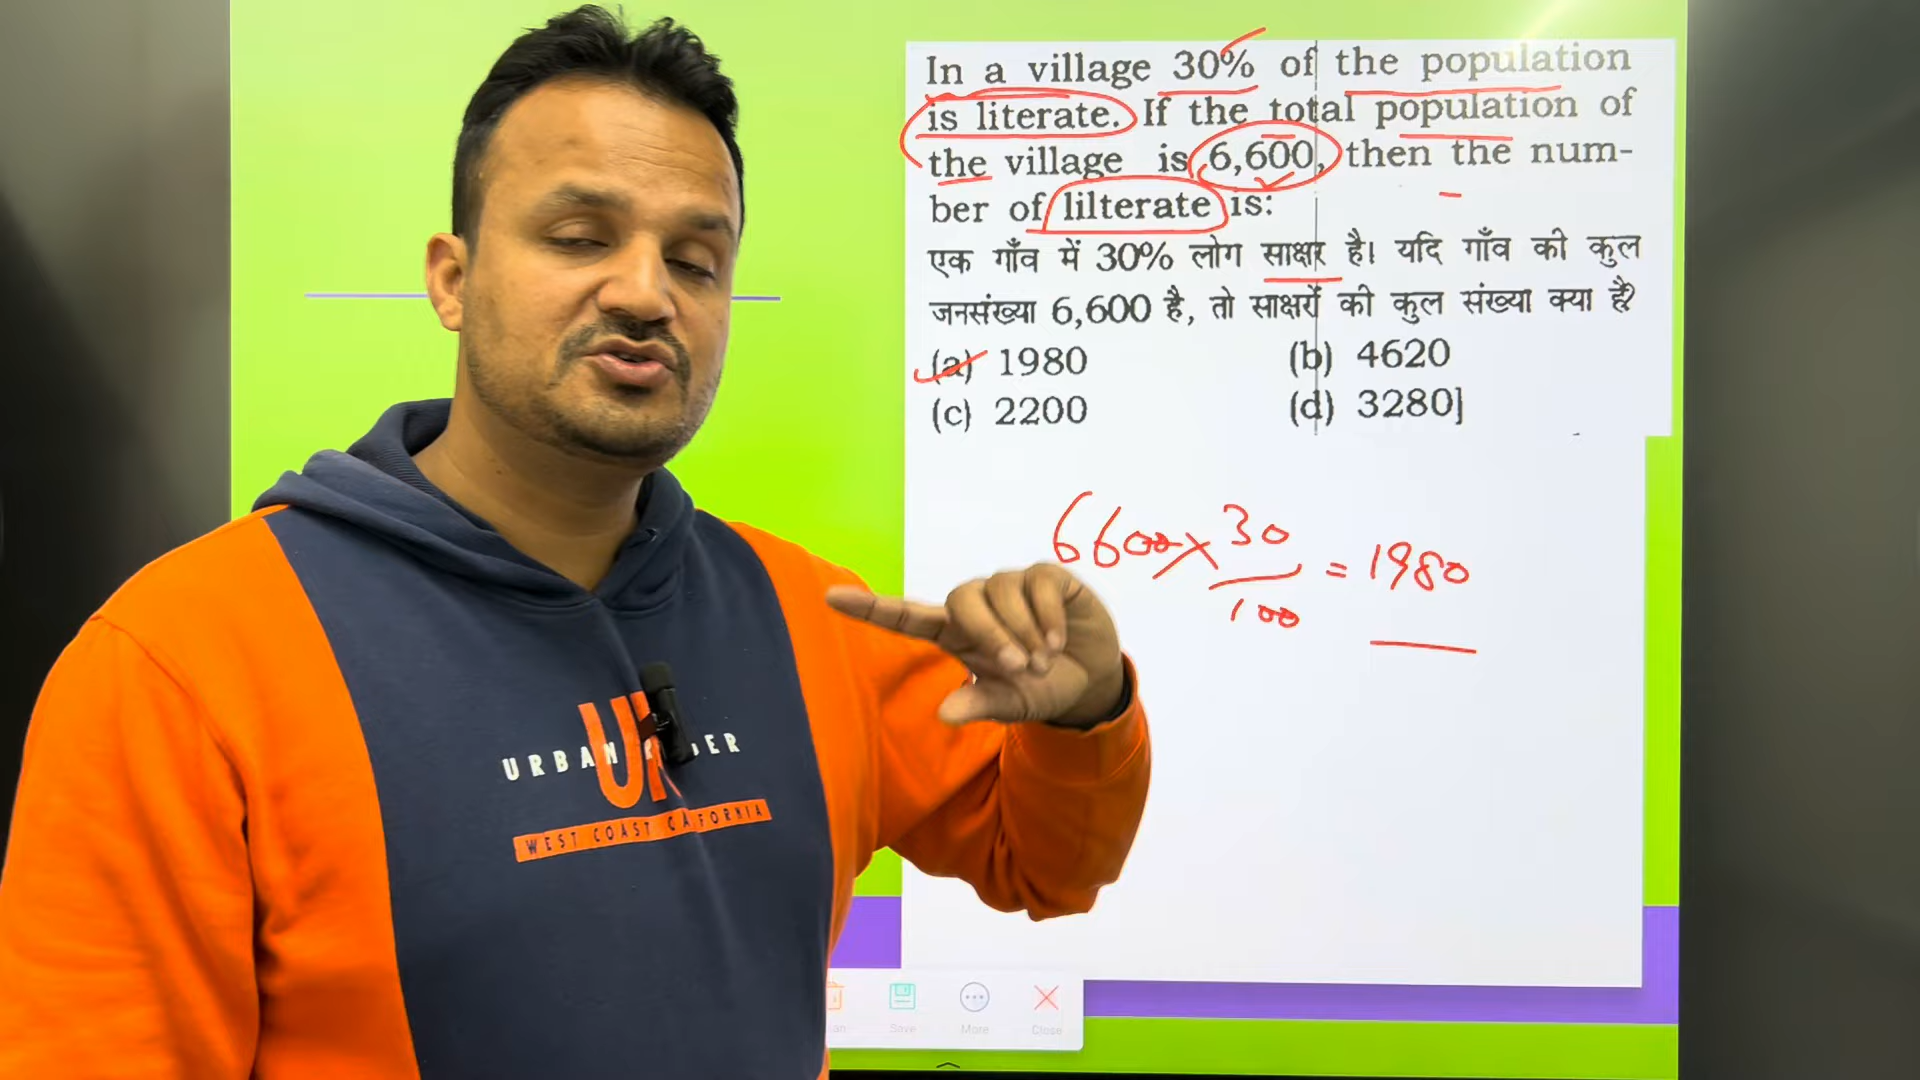 In a village 30% of the population
is literate. If the total population of
the village is 6,600, then the num-
ber of lilterate is:
एक गाँव में 30% लोग साक्षर है। यदि गाँव की कुल
जनसंख्या 6,600 है, तो साक्षरों की कुल संख्या क्या है?
(a) 1980 (b) 4620
(c) 2200 (d) 3280]
6600 × 30/100 = 1980
URBAN
WEST COAST CALIFORNIA
Save More Close